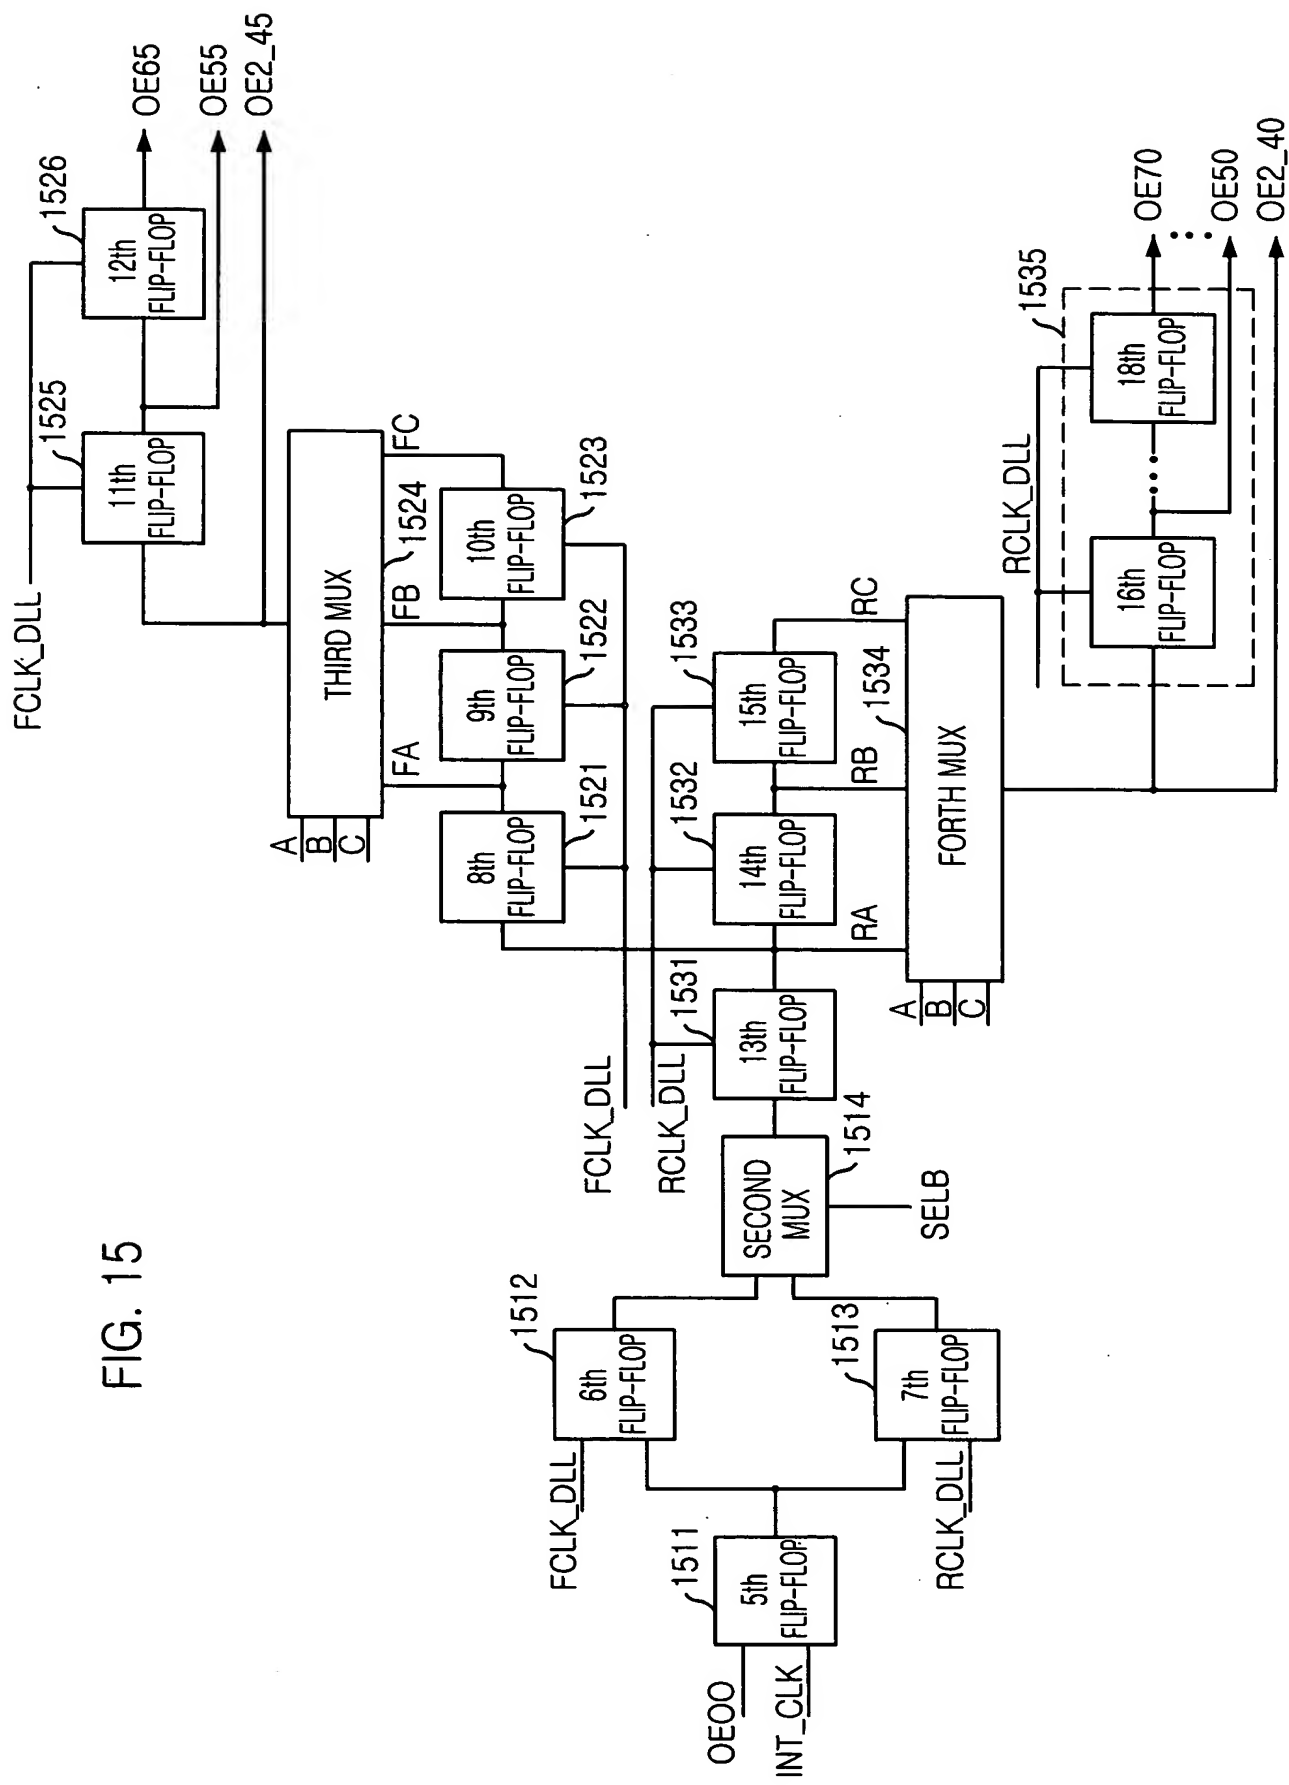 FIG. 15
OE00
INT_CLK
1511
5th
FLIP-FLOP
FCLK_DLL
1512
6th
FLIP-FLOP
RCLK_DLL
1513
7th
FLIP-FLOP
SECOND
MUX
1514
SELB
FCLK_DLL
RCLK_DLL
1531
13th
FLIP-FLOP
1532
14th
FLIP-FLOP
1533
15th
FLIP-FLOP
8th
FLIP-FLOP
1521
9th
FLIP-FLOP
1522
10th
FLIP-FLOP
1523
FA
FB
FC
A
B
C
THIRD MUX
1524
FCLK_DLL
11th
FLIP-FLOP
1525
12th
FLIP-FLOP
1526
OE65
OE55
OE2_45
RA
RB
RC
A
B
C
FORTH MUX
1534
RCLK_DLL
1535
16th
FLIP-FLOP
18th
FLIP-FLOP
OE70
OE50
OE2_40